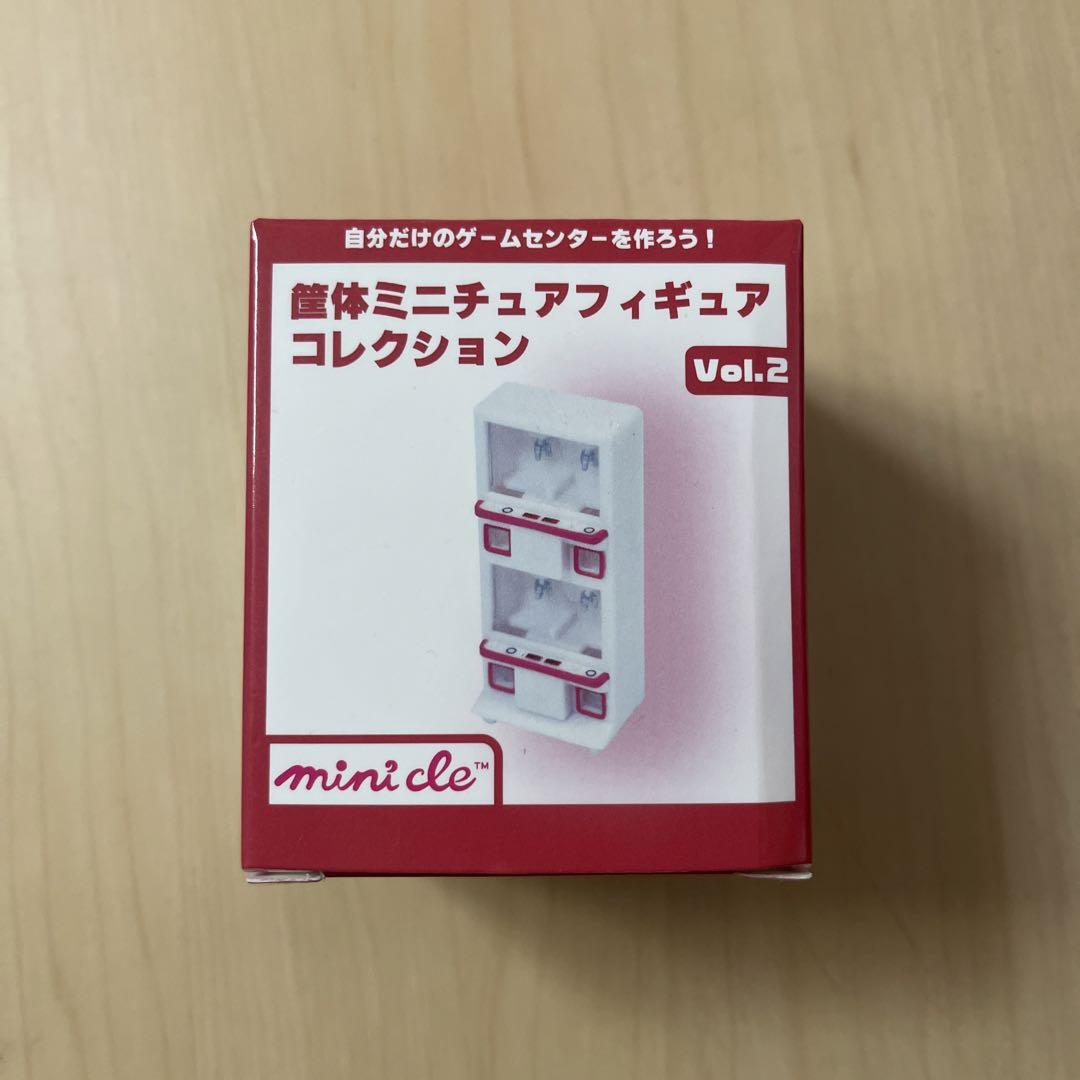 自分だけのゲームセンターを作ろう！
筐体ミニチュアフィギュア
コレクション
Vol.2
mini cle™